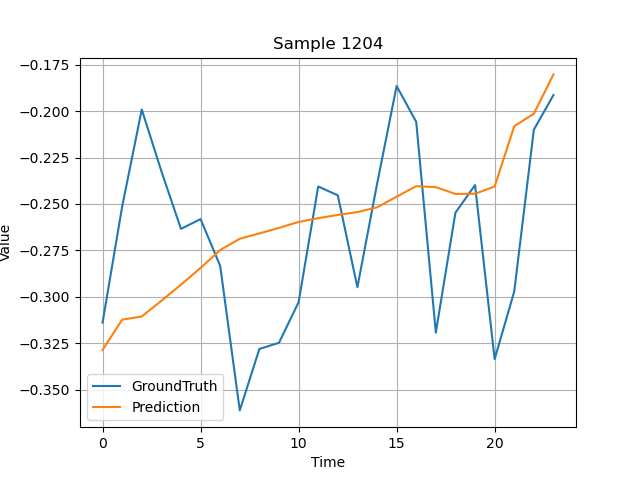 Sample 1204
−0.175
−0.200
−0.225
−0.250
−0.275
−0.300
−0.325
−0.350
Value
GroundTruth
Prediction
0 5 10 15 20
Time